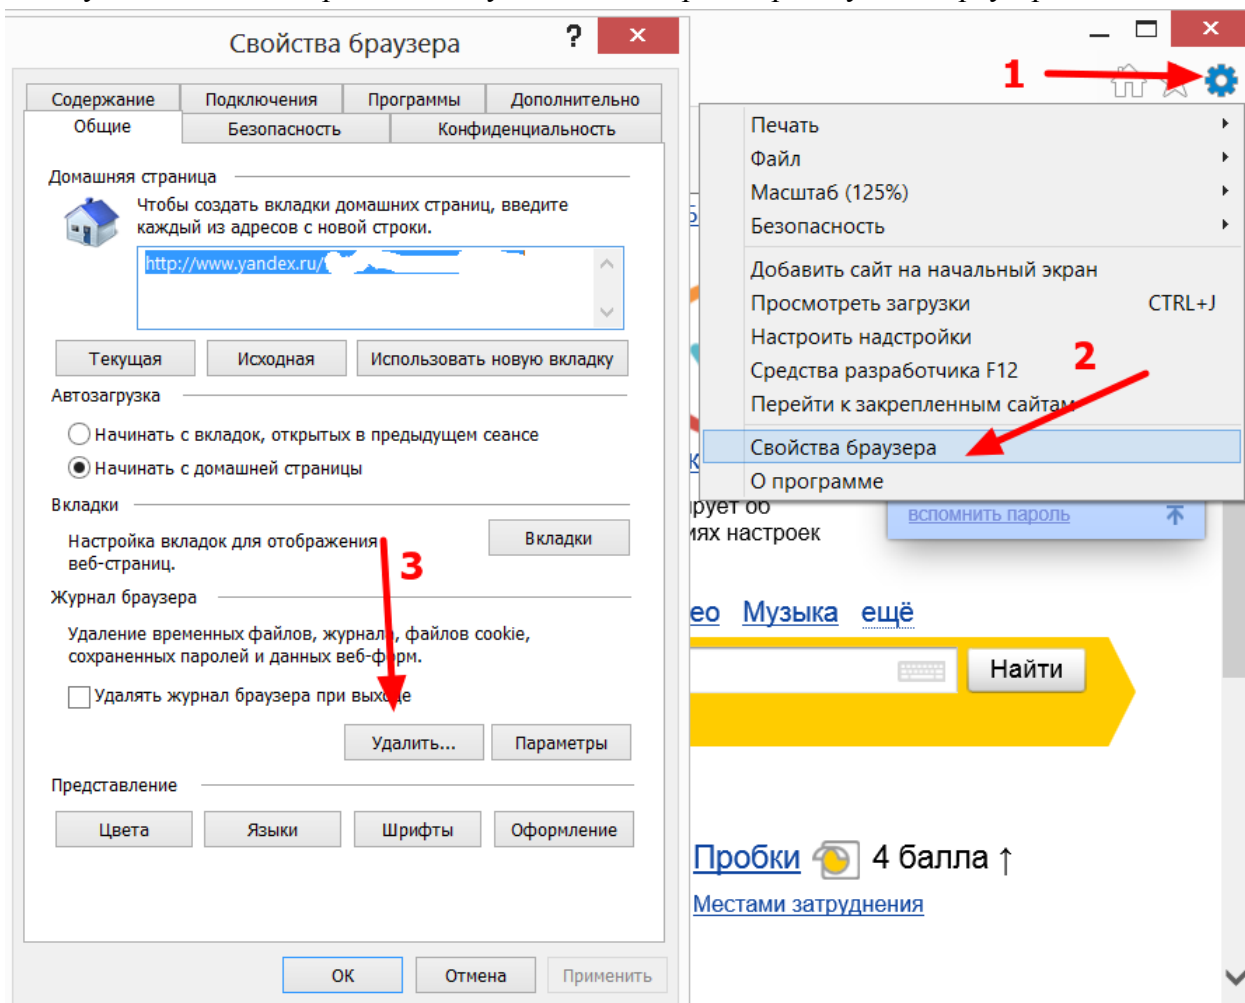 Свойства браузера
?
Содержание
Подключения
Программы
Дополнительно
Общие
Безопасность
Конфиденциальность
Домашняя страница
Чтобы создать вкладки домашних страниц, введите
каждый из адресов с новой строки.
http://www.yandex.ru/
Текущая
Исходная
Использовать новую вкладку
Автозагрузка
Начинать с вкладок, открытых в предыдущем сеансе
Начинать с домашней страницы
Вкладки
Настройка вкладок для отображения
веб-страниц.
Вкладки
3
Журнал браузера
Удаление временных файлов, журнала, файлов cookie,
сохраненных паролей и данных веб-форм.
Удалять журнал браузера при выходе
Удалить...
Параметры
Представление
Цвета
Языки
Шрифты
Оформление
ОК
Отмена
Применить
1
Печать
Файл
Масштаб (125%)
Безопасность
Добавить сайт на начальный экран
Просмотреть загрузки CTRL+J
Настроить надстройки
2
Средства разработчика F12
Перейти к закрепленным сайтам
Свойства браузера
О программе
рует об
иях настроек
вспомнить пароль
ео Музыка ещё
Найти
Пробки 4 балла ↑
Местами затруднения